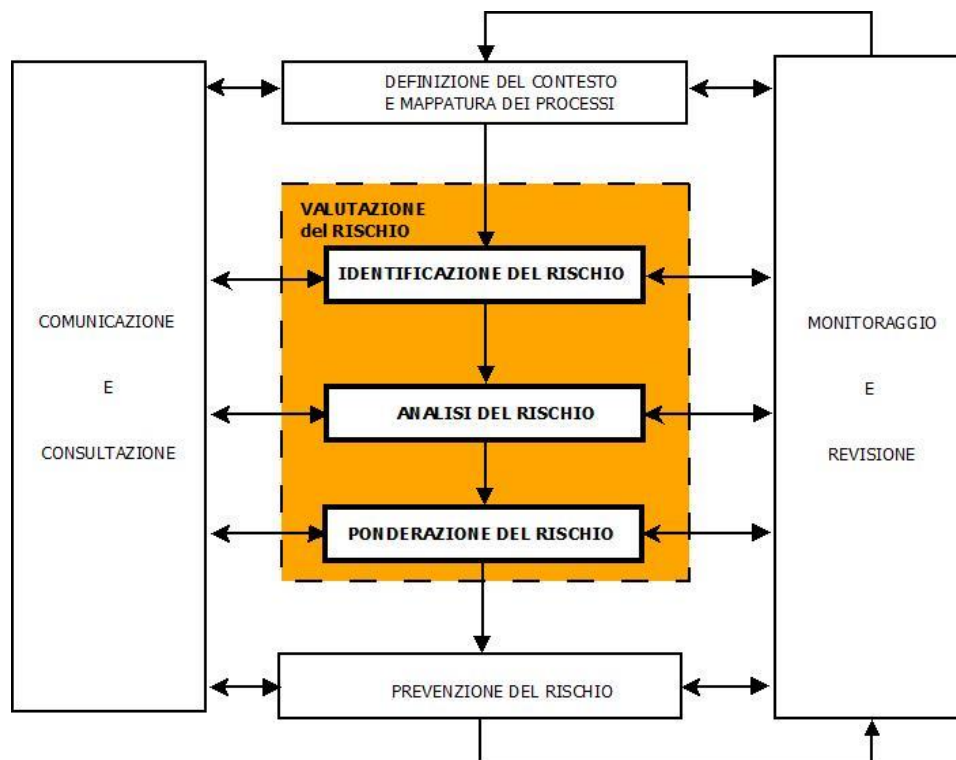 DEFINIZIONE DEL CONTESTO
E MAPPATURA DEI PROCESSI
VALUTAZIONE
del RISCHIO
IDENTIFICAZIONE DEL RISCHIO
ANALISI DEL RISCHIO
PONDERAZIONE DEL RISCHIO
PREVENZIONE DEL RISCHIO
COMUNICAZIONE
E
CONSULTAZIONE
MONITORAGGIO
E
REVISIONE